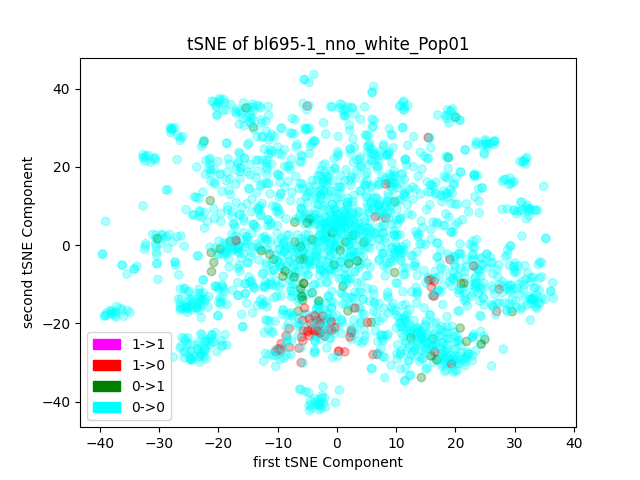 tSNE of bl695-1_nno_white_Pop01
second tSNE Component
40
20
0
−20
−40
1->1
1->0
0->1
0->0
−40 −30 −20 −10 0 10 20 30 40
first tSNE Component